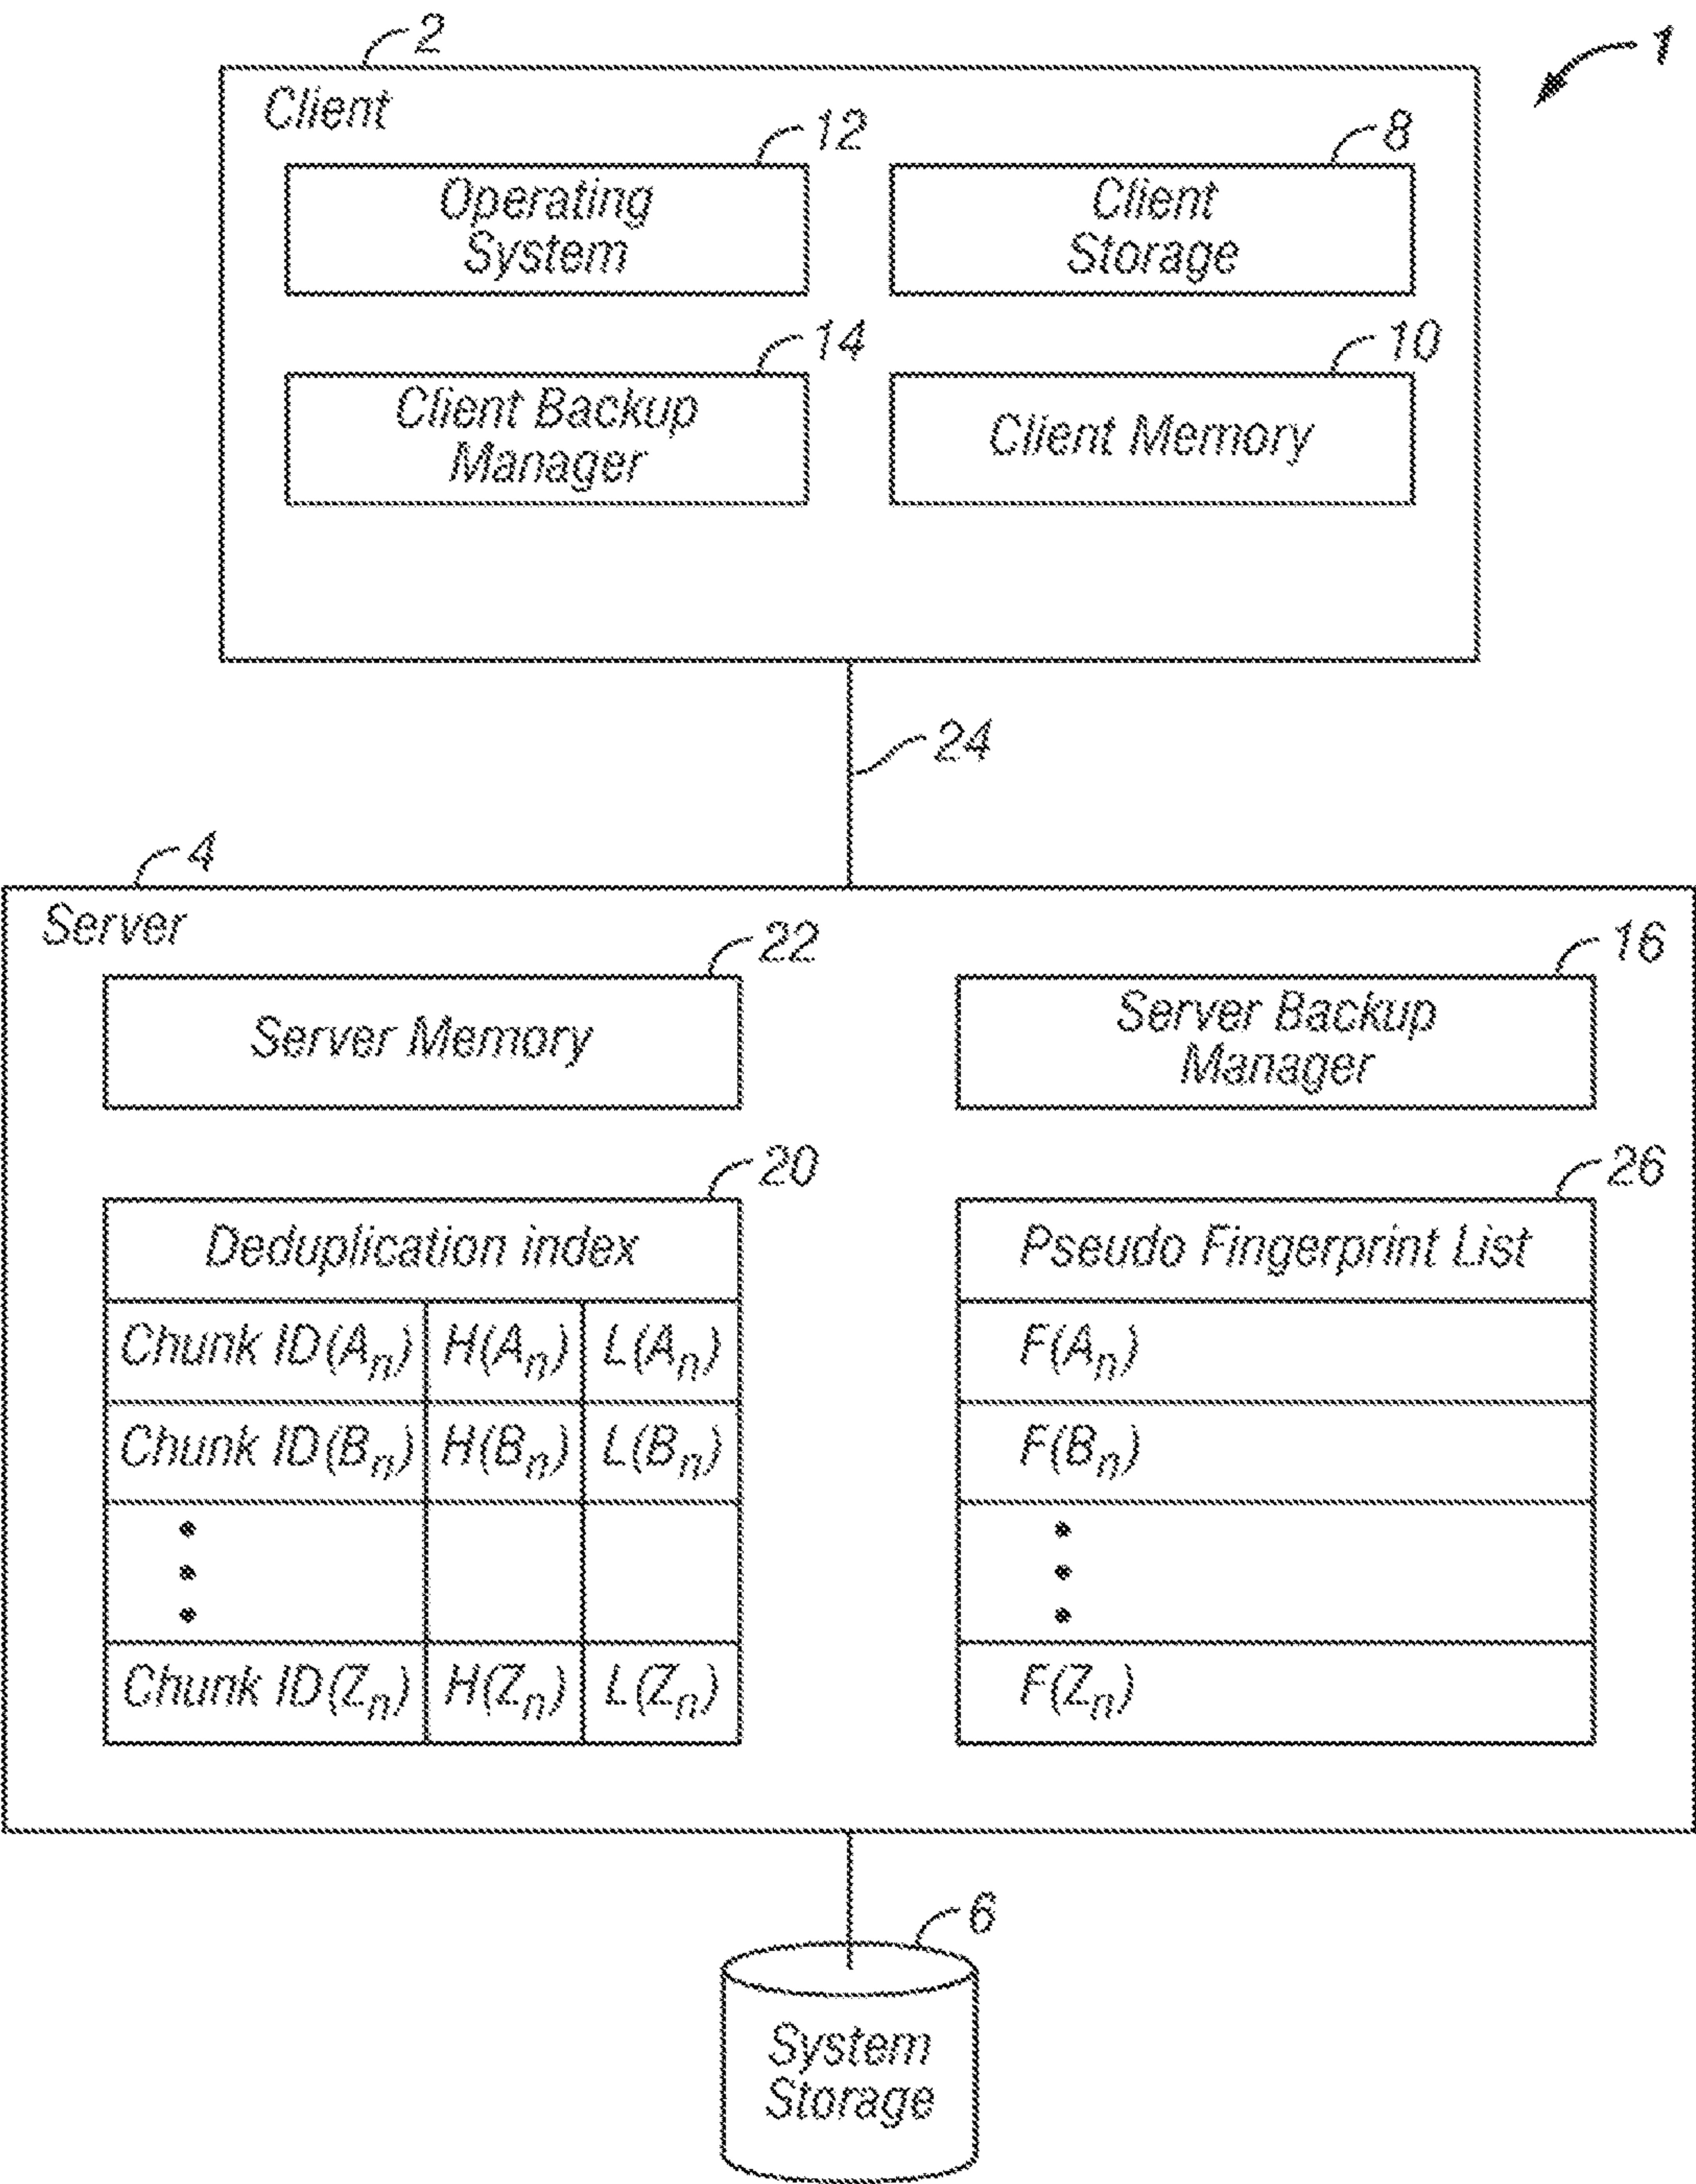 2
1
Client
12
8
Operating
System
Client
Storage
14
10
Client Backup
Manager
Client Memory
24
4
Server
22
16
Server Memory
Server Backup
Manager
20
26
Deduplication index
Pseudo Fingerprint List
Chunk ID(An) H(An) L(An)
F(An)
Chunk ID(Bn) H(Bn) L(Bn)
F(Bn)
Chunk ID(Zn) H(Zn) L(Zn)
F(Zn)
6
System
Storage